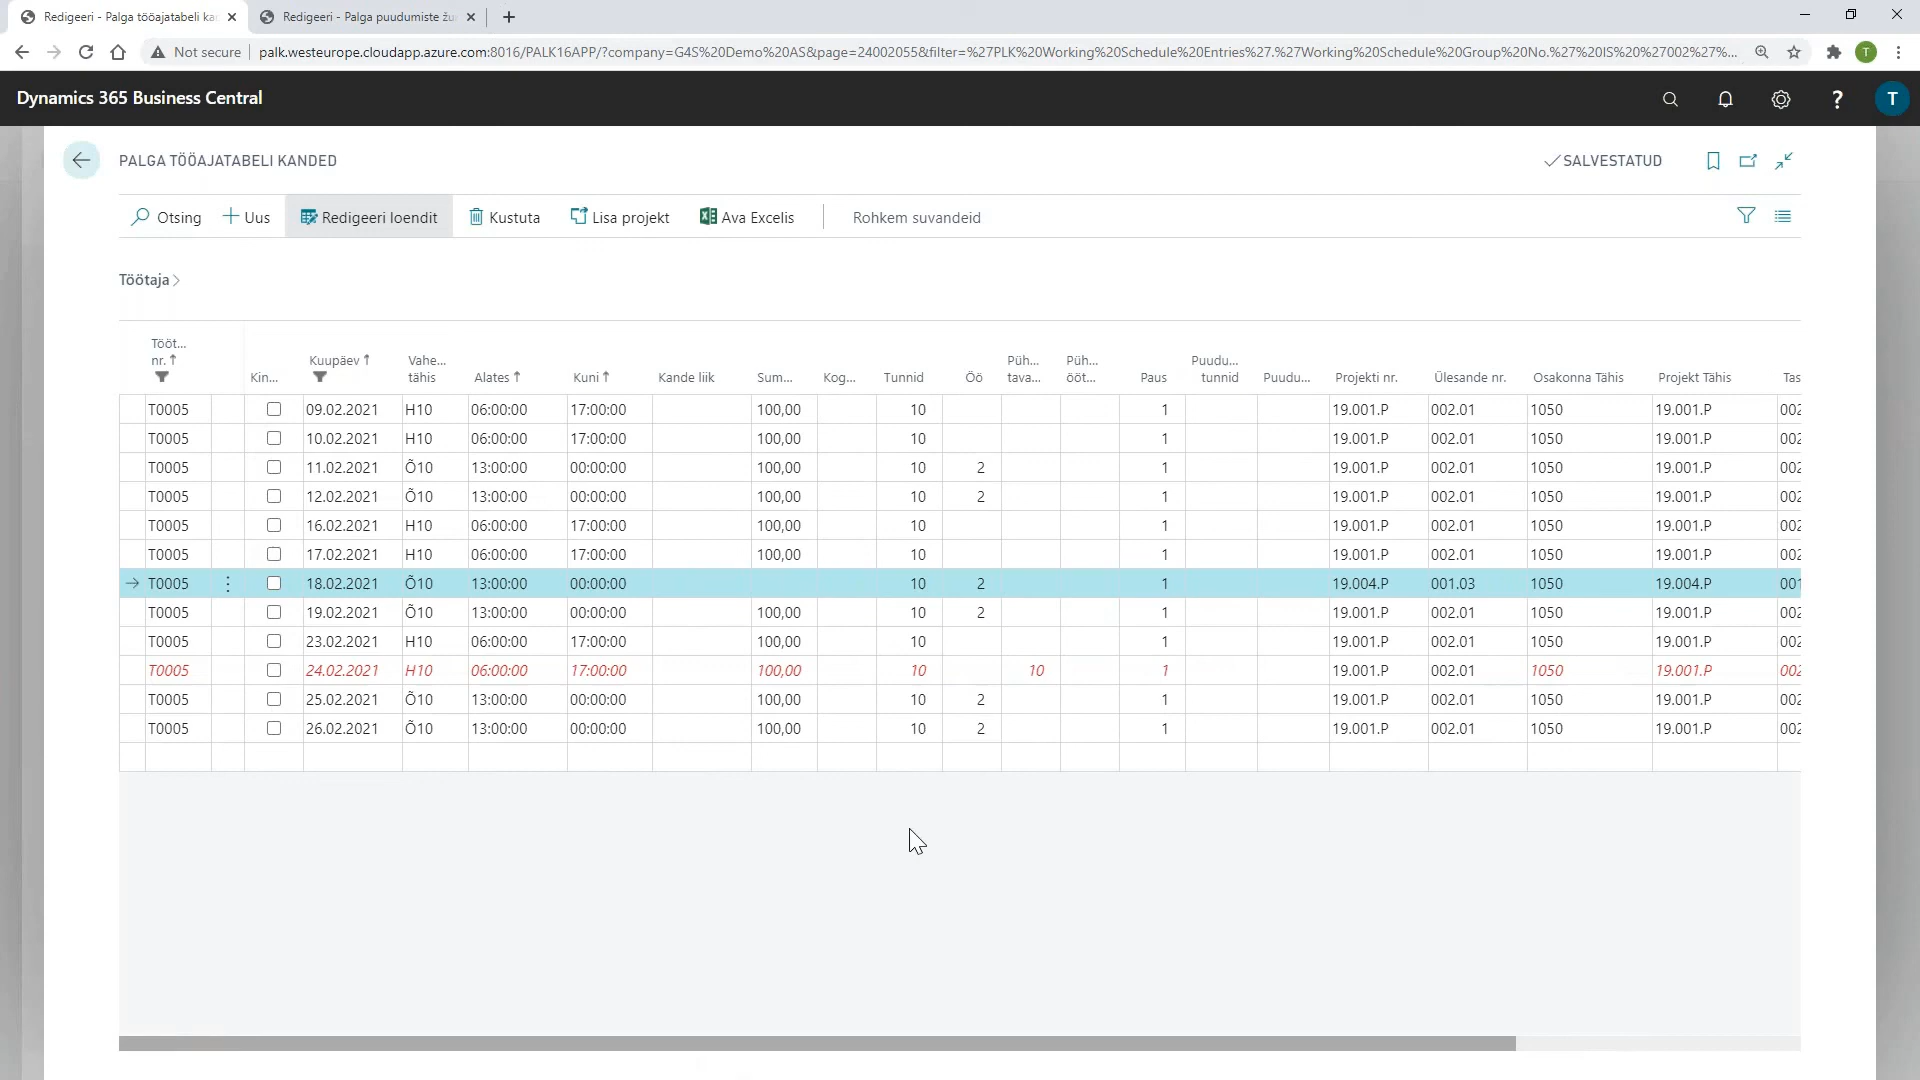 Redigeeri - Palga tööajatabeli ka
Redigeeri - Palga puudumiste žu
Not secure
palk.westeurope.cloudapp.azure.com:8016/PALK16APP/?company=G4S%20Demo%20AS&page=24002055&filter=%27PLK%20Working%20Schedule%20Entries%27.%27Working%20Schedule%20Group%20No.%27%20IS%20%27002%27%...
T
Dynamics 365 Business Central
?
T
PALGA TÖÖAJATABELI KANDED
SALVESTATUD
Otsing
Uus
Redigeeri loendit
Kustuta
Lisa projekt
Ava Excelis
Rohkem suvandeid
Töötaja
Tööt... nr. Kin... Kuupäev Vahe... tähis Alates Kuni Kande liik Sum... Kog... Tunnid Öö Püh... tava... Püh... ööt... Paus Puudu... tunnid Puudu... Projekti nr. Ülesande nr. Osakonna Tähis Projekt Tähis Tas
T0005 09.02.2021 H10 06:00:00 17:00:00 100,00 10 1 19.001.P 002.01 1050 19.001.P 002
T0005 10.02.2021 H10 06:00:00 17:00:00 100,00 10 1 19.001.P 002.01 1050 19.001.P 002
T0005 11.02.2021 Õ10 13:00:00 00:00:00 100,00 10 2 1 19.001.P 002.01 1050 19.001.P 002
T0005 12.02.2021 Õ10 13:00:00 00:00:00 100,00 10 2 1 19.001.P 002.01 1050 19.001.P 002
T0005 16.02.2021 H10 06:00:00 17:00:00 100,00 10 1 19.001.P 002.01 1050 19.001.P 002
T0005 17.02.2021 H10 06:00:00 17:00:00 100,00 10 1 19.001.P 002.01 1050 19.001.P 002
T0005 18.02.2021 Õ10 13:00:00 00:00:00 10 2 1 19.004.P 001.03 1050 19.004.P 001
T0005 19.02.2021 Õ10 13:00:00 00:00:00 100,00 10 2 1 19.001.P 002.01 1050 19.001.P 002
T0005 23.02.2021 H10 06:00:00 17:00:00 100,00 10 1 19.001.P 002.01 1050 19.001.P 002
T0005 24.02.2021 H10 06:00:00 17:00:00 100,00 10 10 1 19.001.P 002.01 1050 19.001.P 002
T0005 25.02.2021 Õ10 13:00:00 00:00:00 100,00 10 2 1 19.001.P 002.01 1050 19.001.P 002
T0005 26.02.2021 Õ10 13:00:00 00:00:00 100,00 10 2 1 19.001.P 002.01 1050 19.001.P 002